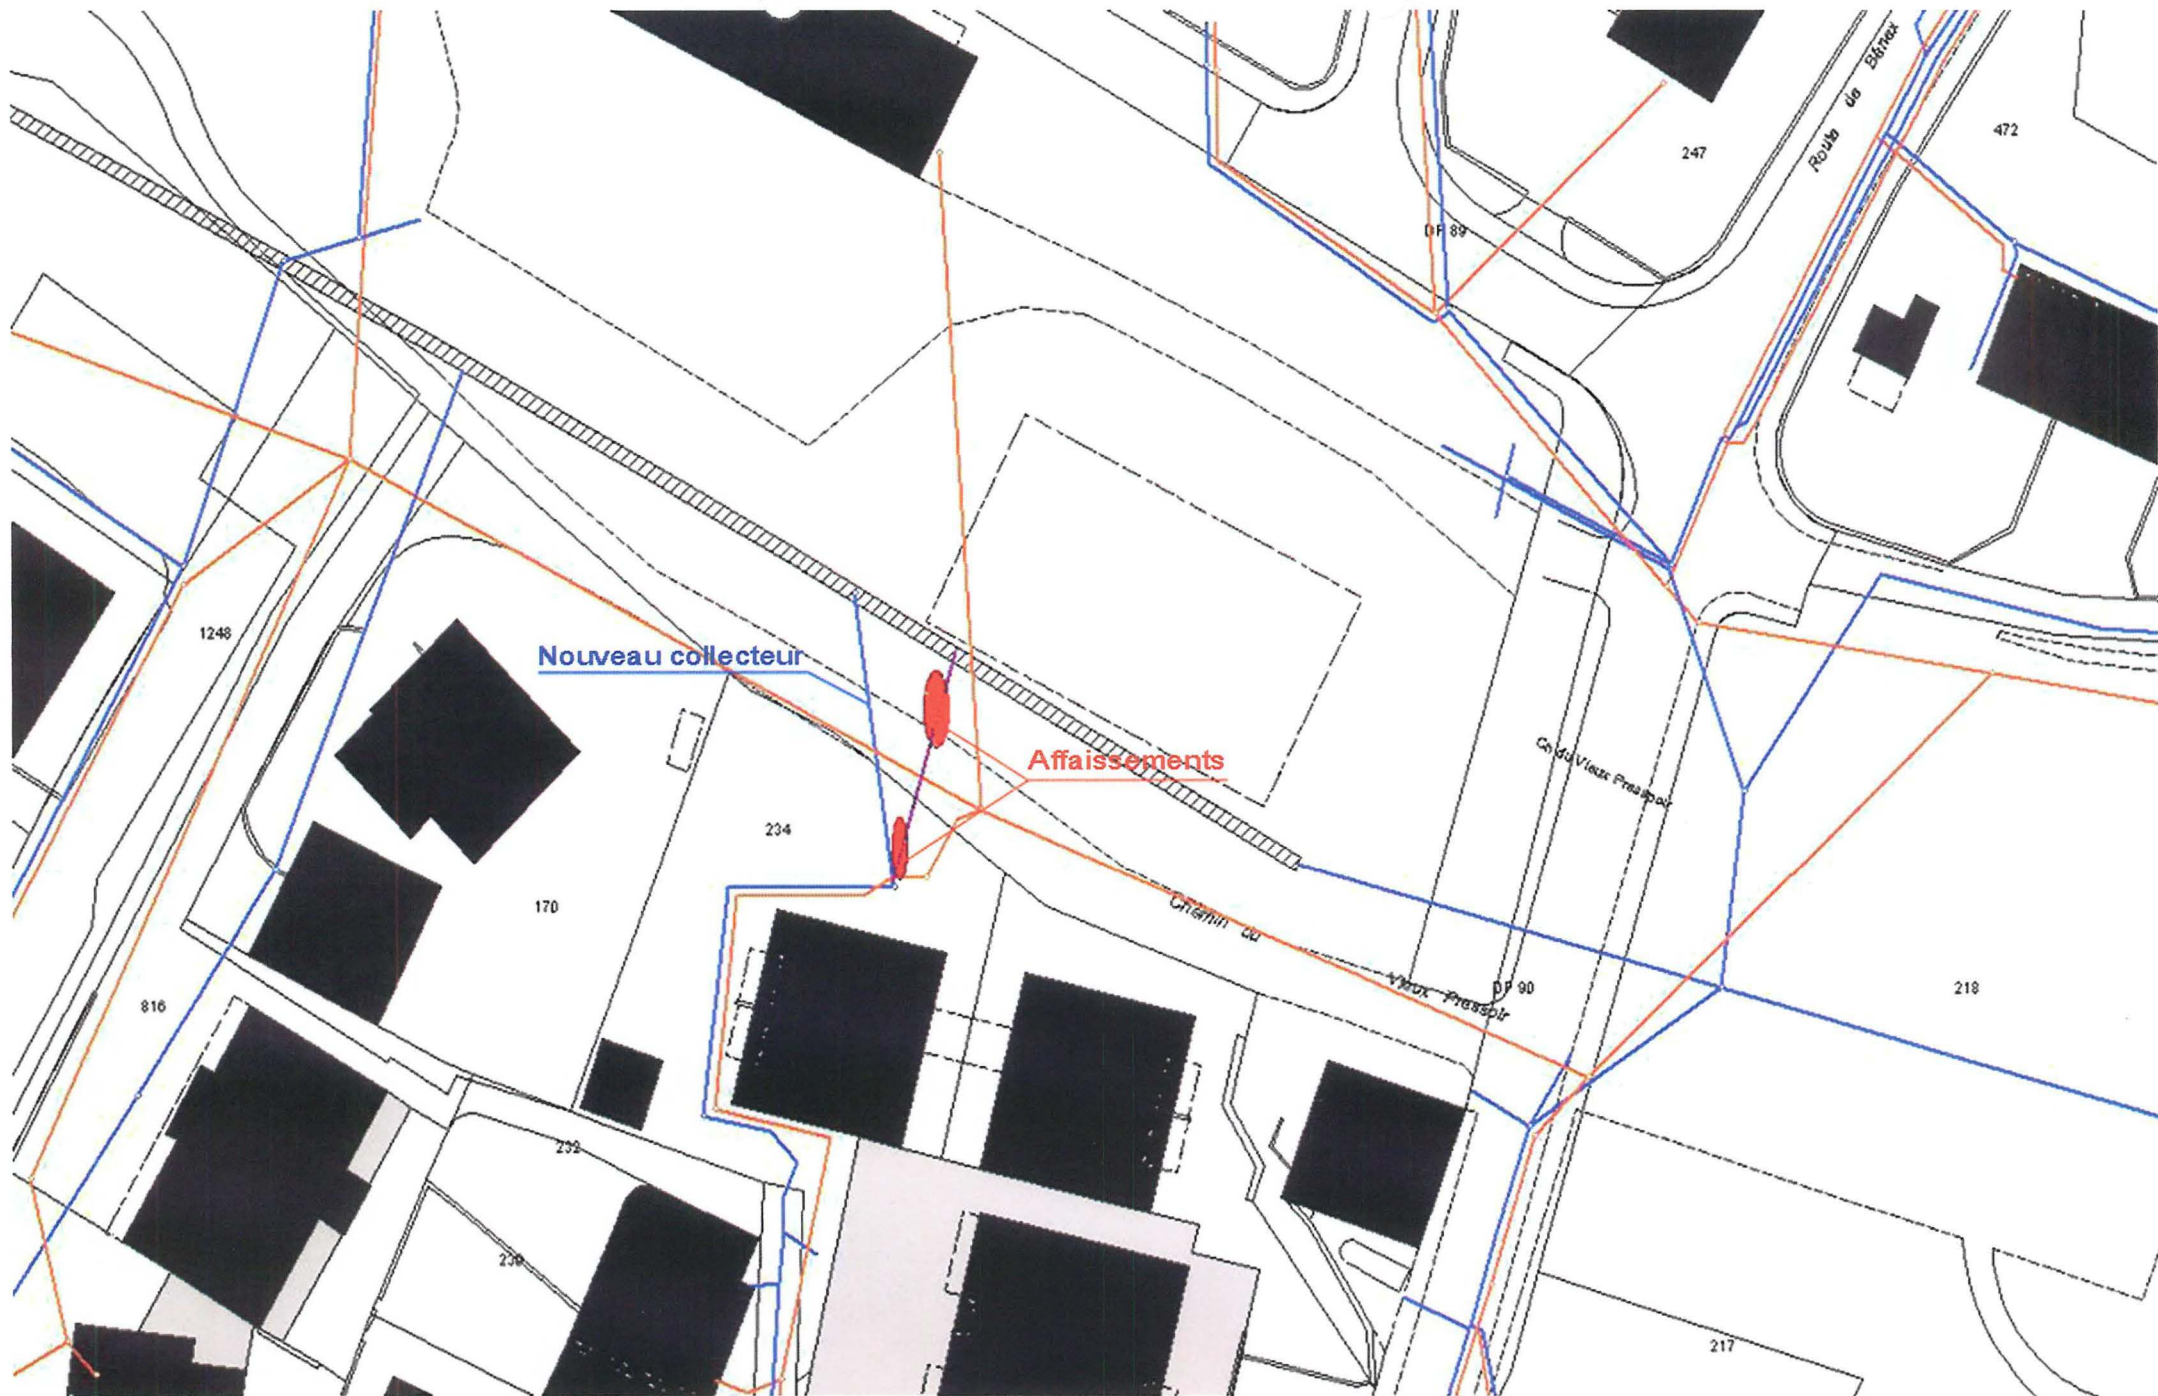 Route de Bénex
472
247
DP 89
1248
Nouveau collecteur
Affaissements
Ch. du Vieux Pressoir
234
170
Chemin du
Vieux Pressoir
DP 90
218
816
232
230
217